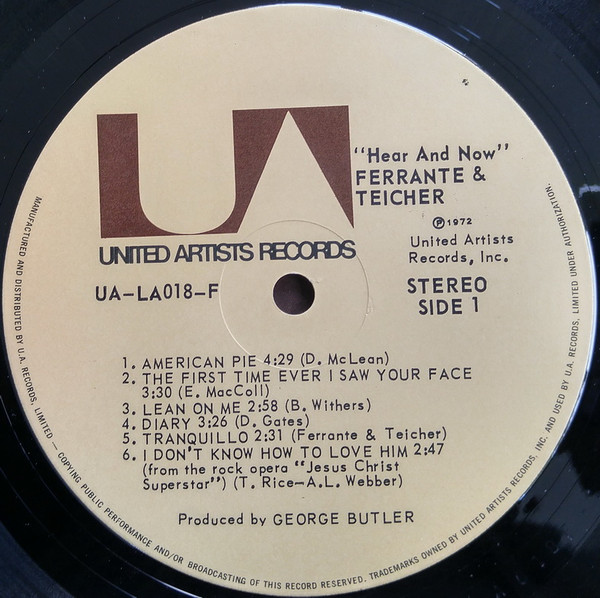 UA
UNITED ARTISTS RECORDS
"Hear And Now"
FERRANTE &
TEICHER
Ⓟ1972
United Artists
Records, Inc.
UA-LA018-F
STEREO
SIDE 1
1. AMERICAN PIE 4:29 (D. McLean)
2. THE FIRST TIME EVER I SAW YOUR FACE
3:30 (E. MacColl)
3. LEAN ON ME 2:58 (B. Withers)
4. DIARY 3:26 (D. Gates)
5. TRANQUILLO 2:31 (Ferrante & Teicher)
6. I DON'T KNOW HOW TO LOVE HIM 2:47
(from the rock opera "Jesus Christ
Superstar") (T. Rice-A.L. Webber)
Produced by GEORGE BUTLER
MANUFACTURED AND DISTRIBUTED BY U.A. RECORDS, LIMITED — COPYING PUBLIC PERFORMANCE AND/OR BROADCASTING OF THIS RECORD RESERVED. TRADEMARKS OWNED BY UNITED ARTISTS RECORDS, INC. AND USED BY U.A. RECORDS, LIMITED UNDER AUTHORIZATION.